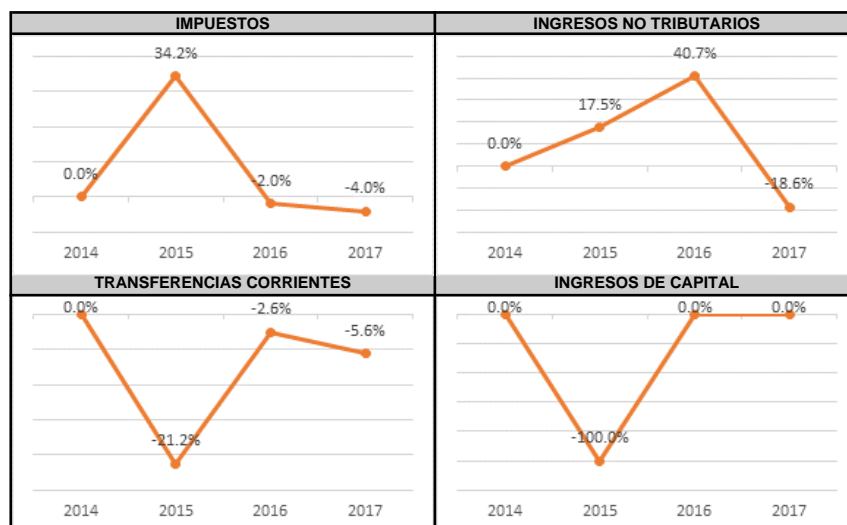 IMPUESTOS
34.2%
0.0%
-2.0%
-4.0%
2014 2015 2016 2017
INGRESOS NO TRIBUTARIOS
40.7%
17.5%
0.0%
-18.6%
2014 2015 2016 2017
TRANSFERENCIAS CORRIENTES
0.0%
-2.6%
-5.6%
-21.2%
2014 2015 2016 2017
INGRESOS DE CAPITAL
0.0% 0.0% 0.0%
-100.0%
2014 2015 2016 2017